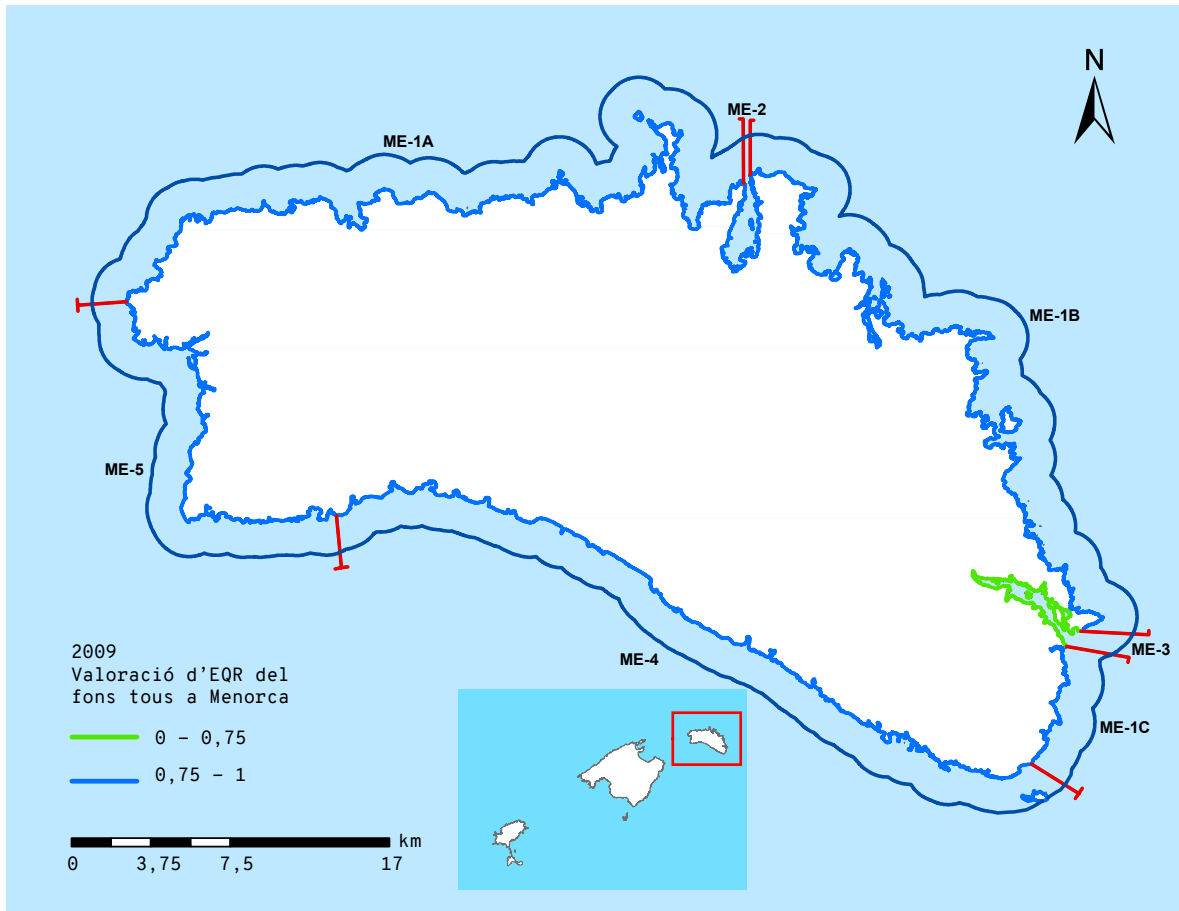 N
ME-2
ME-1A
ME-1B
ME-5
2009
Valoració d'EQR del
fons tous a Menorca
0 – 0,75
0,75 – 1
ME-4
ME-3
ME-1C
km
0 3,75 7,5 17